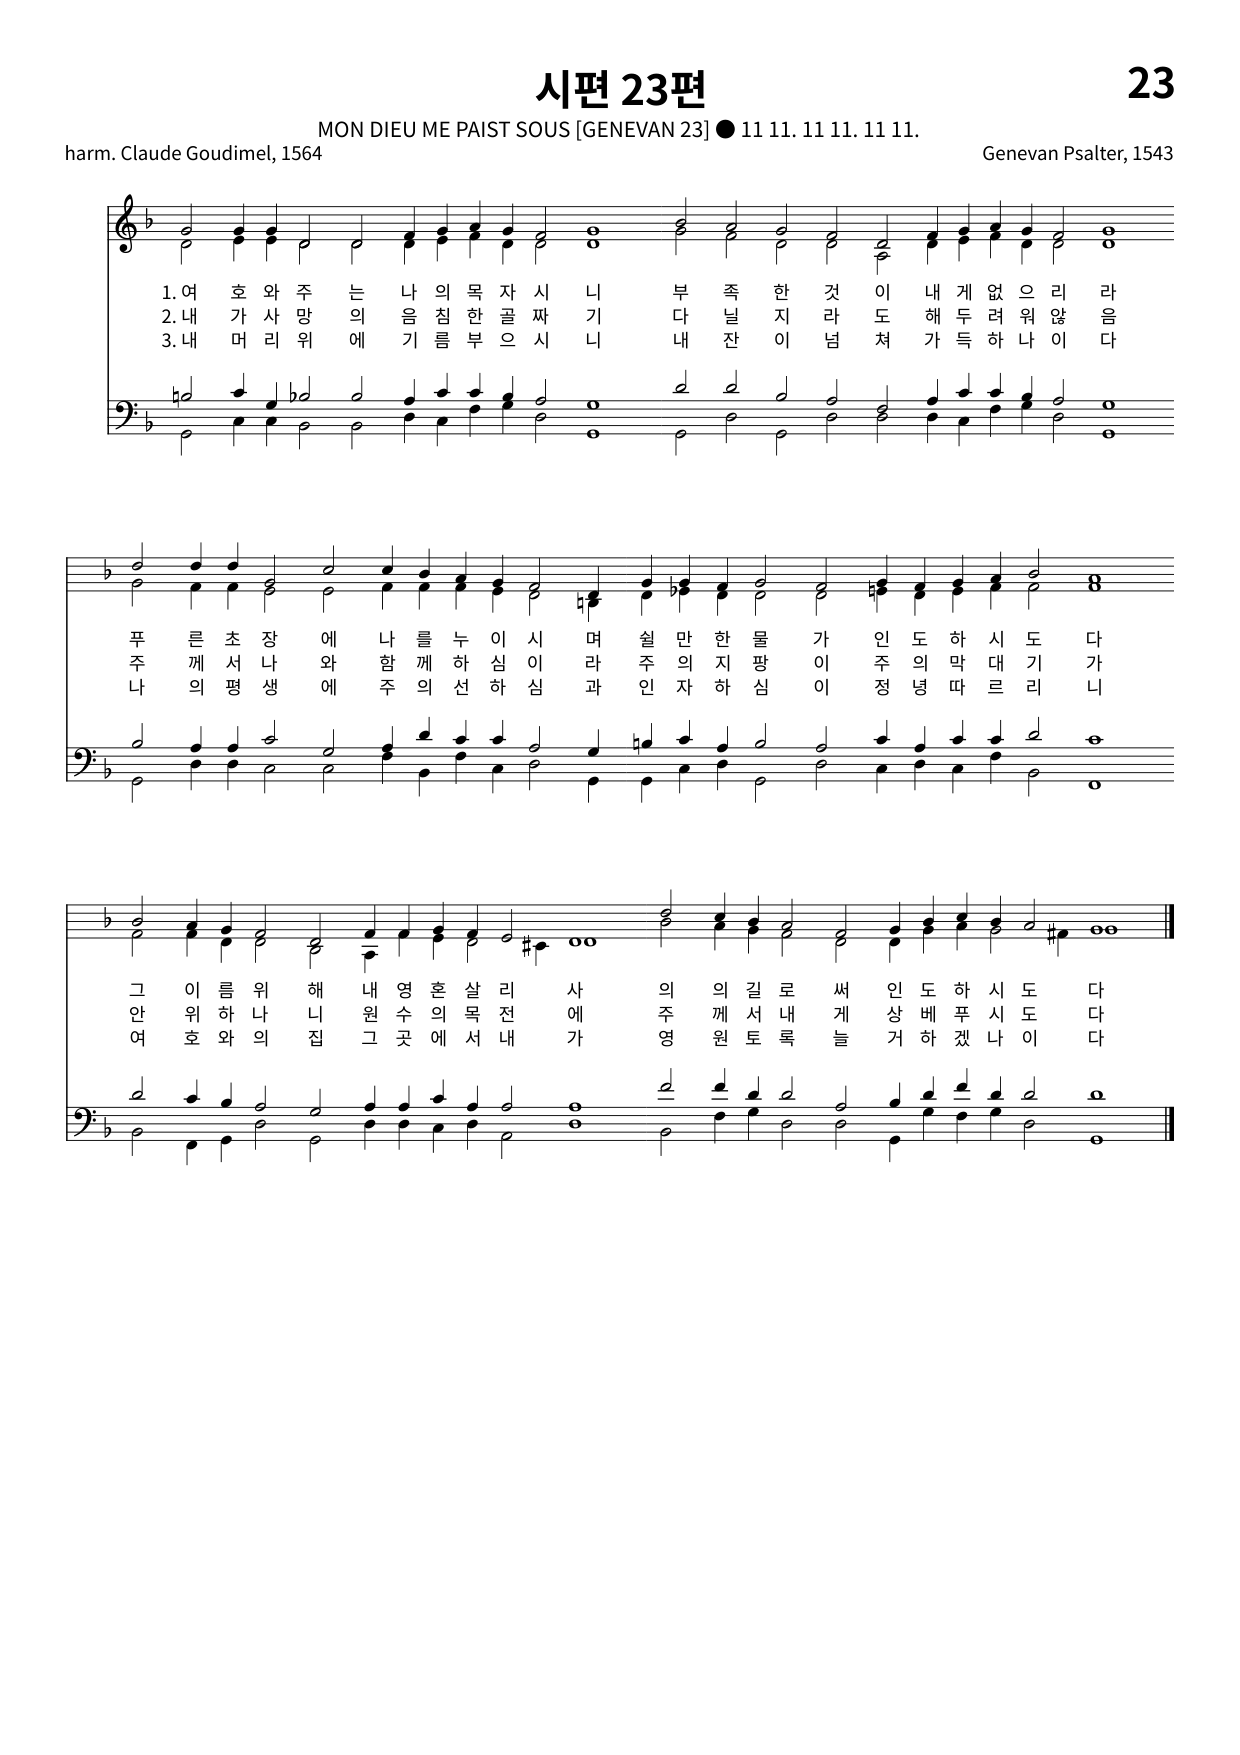 시편 23편
23
MON DIEU ME PAIST SOUS [GENEVAN 23] ● 11 11. 11 11. 11 11.
harm. Claude Goudimel, 1564
Genevan Psalter, 1543
1. 여 호 와 주 는 나 의 목 자 시 니 부 족 한 것 이 내 게 없 으 리 라
2. 내 가 사 망 의 음 침 한 골 짜 기 다 닐 지 라 도 해 두 려 워 않 음
3. 내 머 리 위 에 기 름 부 으 시 니 내 잔 이 넘 쳐 가 득 하 나 이 다
푸 른 초 장 에 나 를 누 이 시 며 쉴 만 한 물 가 인 도 하 시 도 다
주 께 서 나 와 함 께 하 심 이 라 주 의 지 팡 이 주 의 막 대 기 가
나 의 평 생 에 주 의 선 하 심 과 인 자 하 심 이 정 녕 따 르 리 니
그 이 름 위 해 내 영 혼 살 리 사 의 의 길 로 써 인 도 하 시 도 다
안 위 하 나 니 원 수 의 목 전 에 주 께 서 내 게 상 베 푸 시 도 다
여 호 와 의 집 그 곳 에 서 내 가 영 원 토 록 늘 거 하 겠 나 이 다